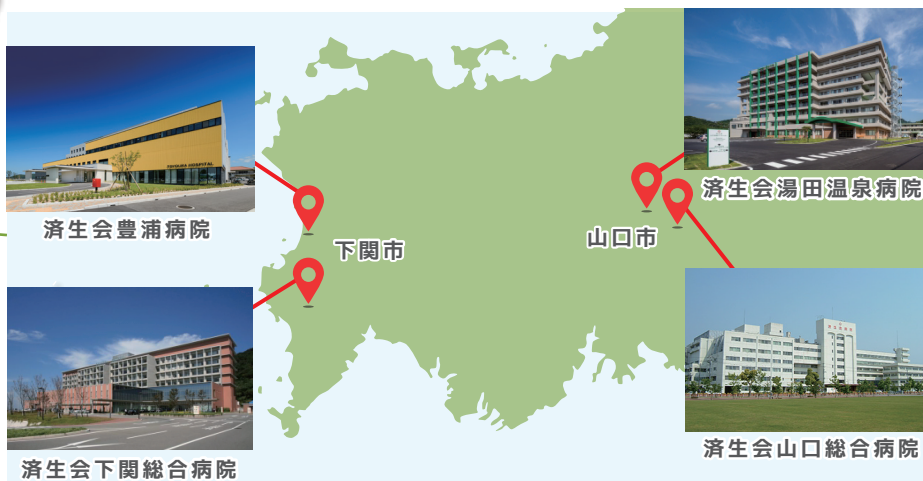 TOYOURA HOSPITAL
済生会豊浦病院
済生会湯田温泉病院
下関市
山口市
済生会下関総合病院
済生会山口総合病院